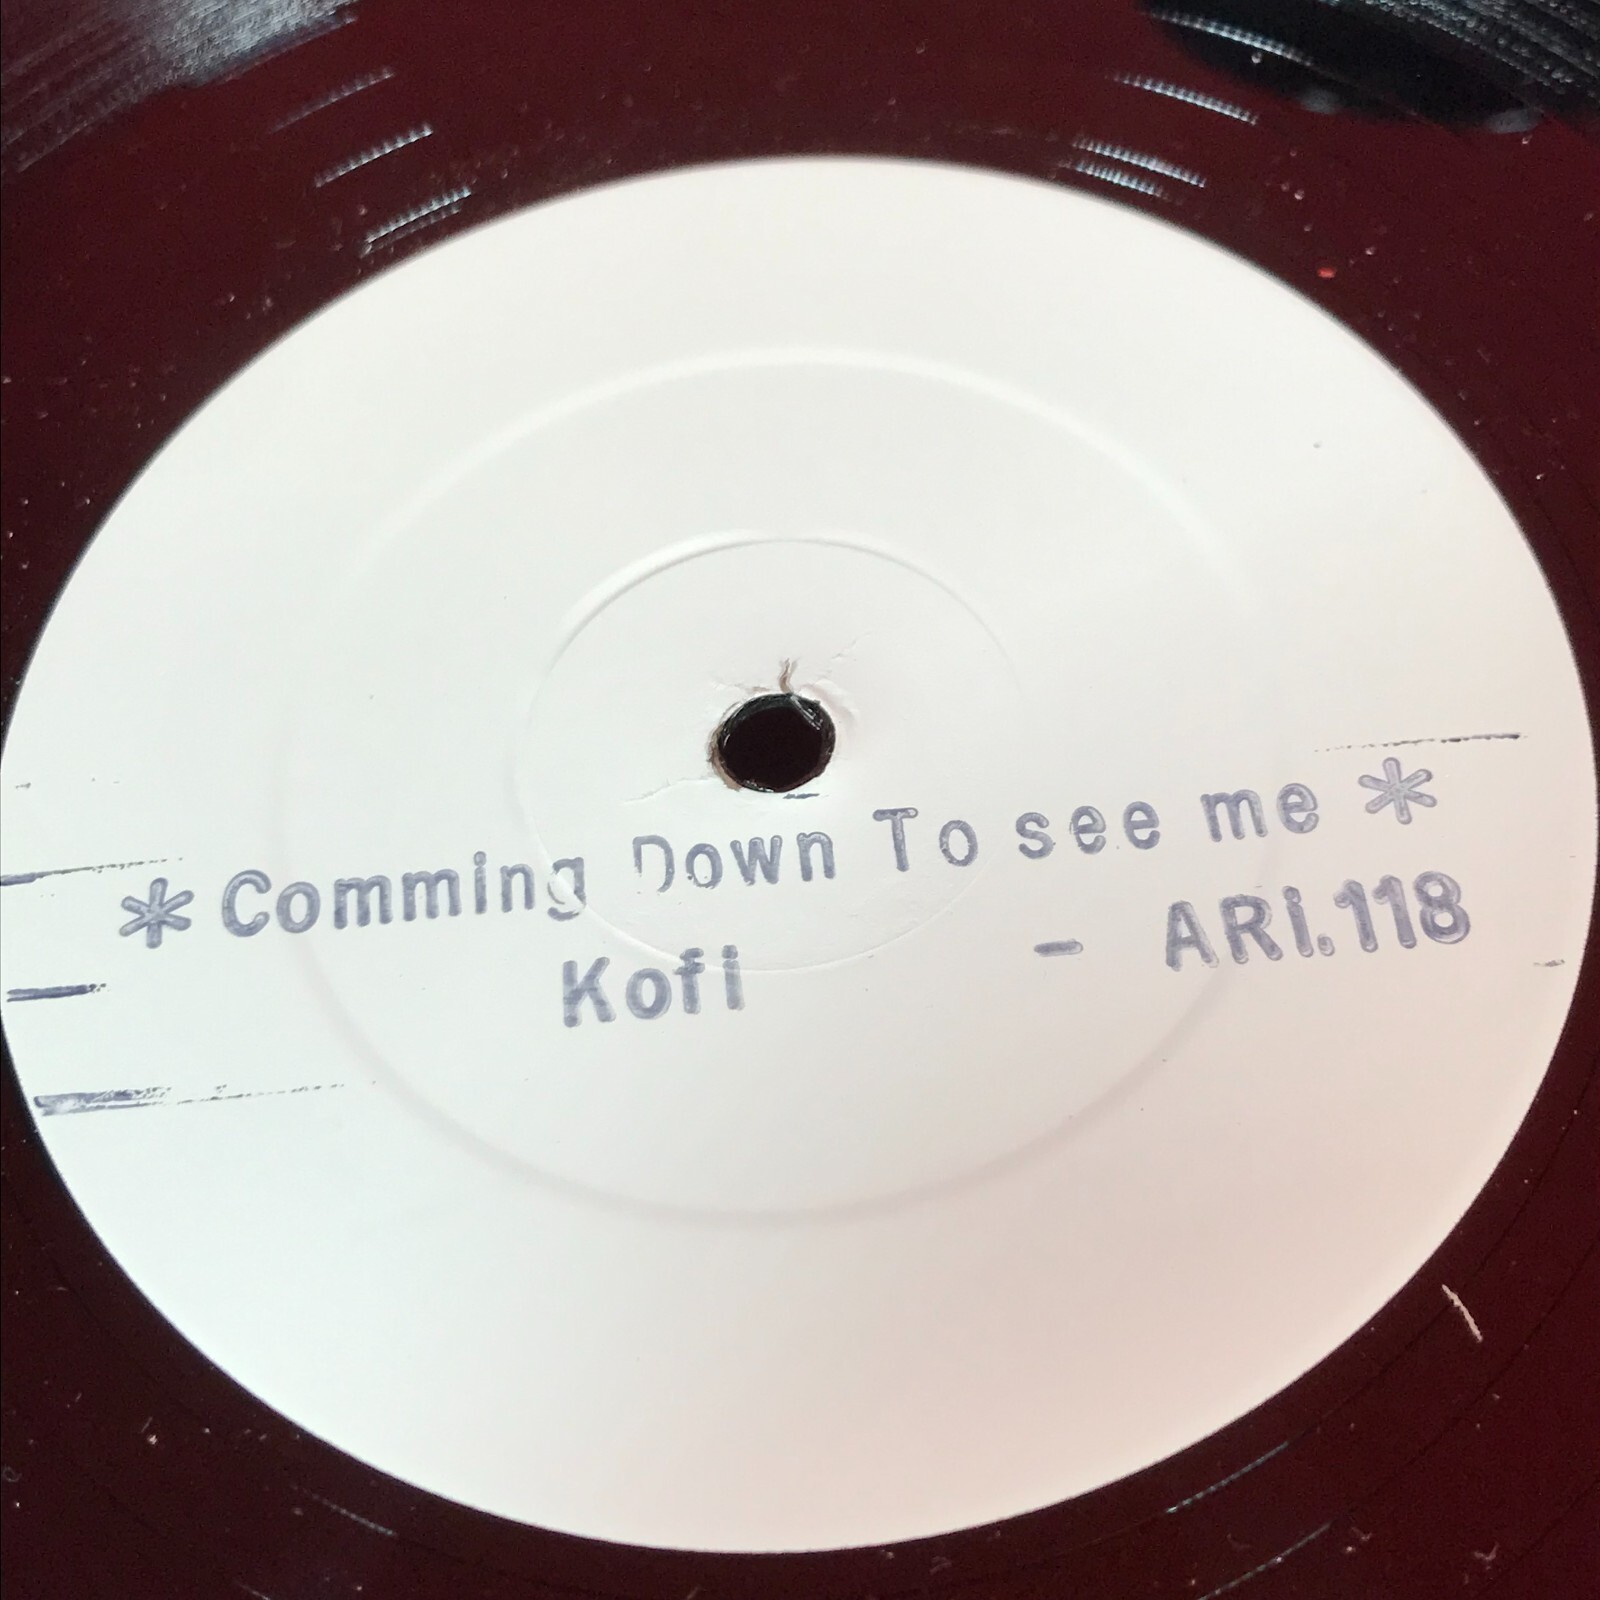 * Comming Down To see me *
Kofi - ARi.118